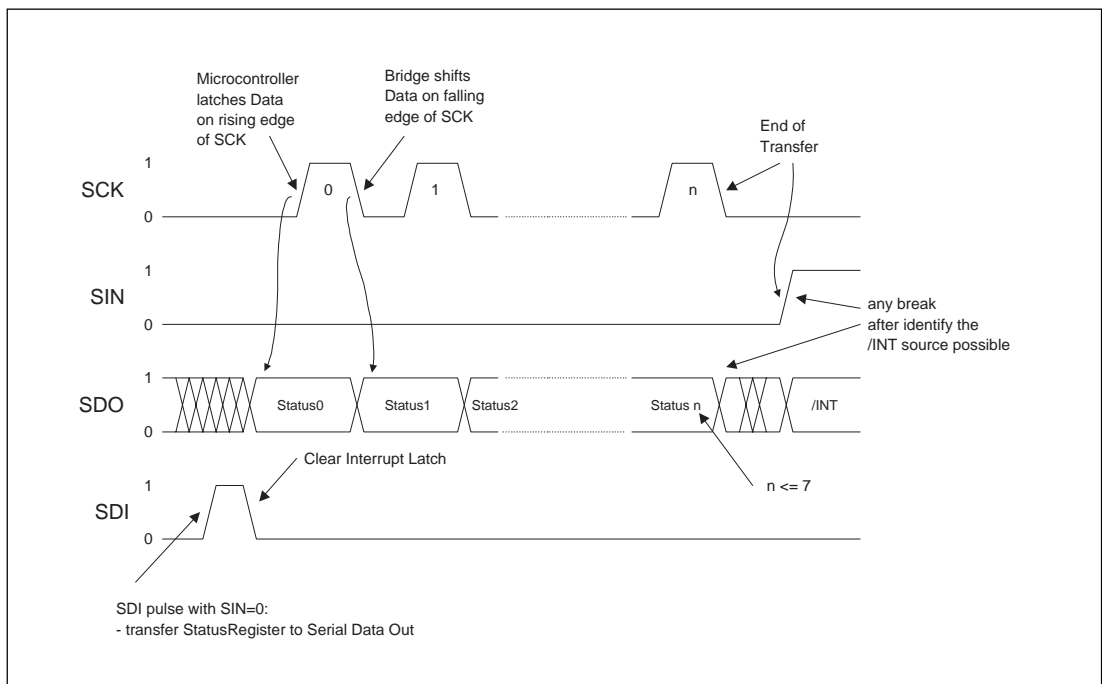 Microcontroller
latches Data
on rising edge
of SCK
Bridge shifts
Data on falling
edge of SCK
End of
Transfer
SCK
1
0
0
1
n
SIN
1
0
any break
after identify the
/INT source possible
SDO
1
0
Status0
Status1
Status2
Status n
/INT
Clear Interrupt Latch
n <= 7
SDI
1
0
SDI pulse with SIN=0:
- transfer StatusRegister to Serial Data Out